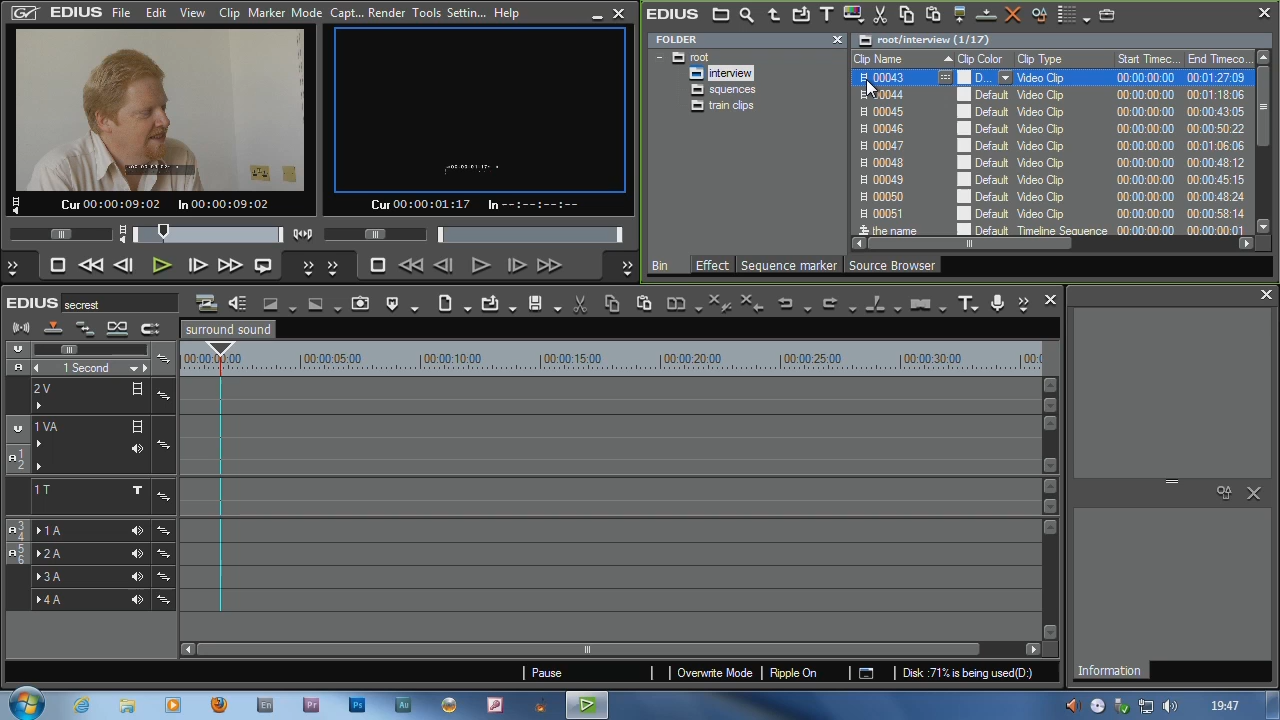 EDIUS File Edit View Clip Marker Mode Capt... Render Tools Settin... Help
Cur 00:00:09:02 In 00:00:09:02
Cur 00:00:01:17 In --:--:--:--
EDIUS
FOLDER
root
interview
squences
train clips
root/interview (1/17)
Clip Name Clip Color Clip Type Start Timec... End Timeco...
00043 D... Video Clip 00:00:00:00 00:01:27:09
00044 Default Video Clip 00:00:00:00 00:01:18:06
00045 Default Video Clip 00:00:00:00 00:00:43:05
00046 Default Video Clip 00:00:00:00 00:00:50:22
00047 Default Video Clip 00:00:00:00 00:01:06:06
00048 Default Video Clip 00:00:00:00 00:00:48:12
00049 Default Video Clip 00:00:00:00 00:00:45:15
00050 Default Video Clip 00:00:00:00 00:00:48:24
00051 Default Video Clip 00:00:00:00 00:00:58:14
the name Default Timeline Sequence 00:00:00:00 00:00:00:01
Bin Effect Sequence marker Source Browser
EDIUS secrest
surround sound
1 Second
00:00:00:00 00:00:05:00 00:00:10:00 00:00:15:00 00:00:20:00 00:00:25:00 00:00:30:00
2 V
1 VA
1
2
1 T T
3
4
1 A
5
6
2 A
3 A
4 A
Pause Overwrite Mode Ripple On Disk :71% is being used(D:)
Information
En Pr Ps Au 19:47